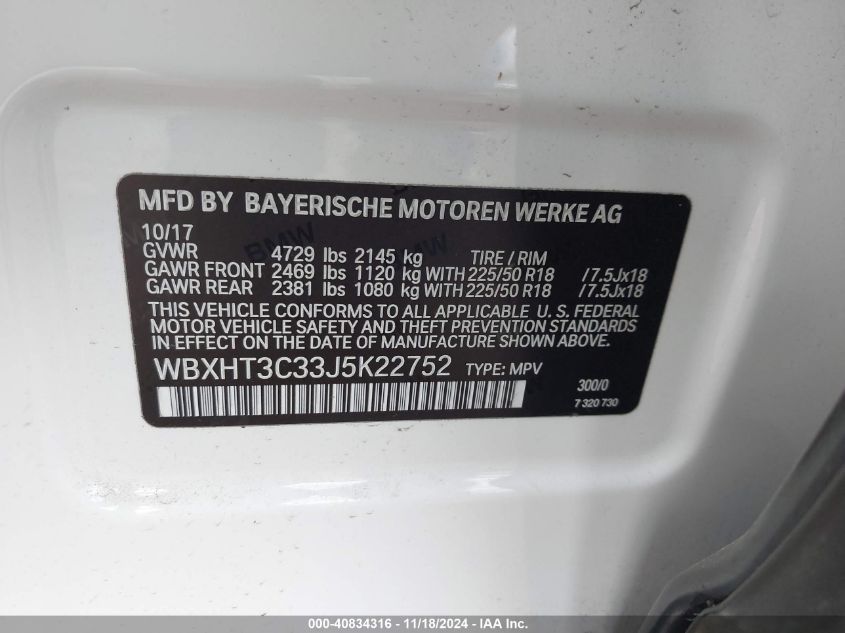 MFD BY BAYERISCHE MOTOREN WERKE AG
10/17
GVWR 4729 lbs 2145 kg TIRE / RIM
GAWR FRONT 2469 lbs 1120 kg WITH 225/50 R18 /7.5Jx18
GAWR REAR 2381 lbs 1080 kg WITH 225/50 R18 /7.5Jx18
THIS VEHICLE CONFORMS TO ALL APPLICABLE U. S. FEDERAL
MOTOR VEHICLE SAFETY AND THEFT PREVENTION STANDARDS
IN EFFECT ON THE DATE OF MANUFACTURE SHOWN ABOVE.
WBXHT3C33J5K22752 TYPE: MPV
300/0
7 320 730
BMW
BMW
000-40834316 | 11/18/2024 - IAA Inc.